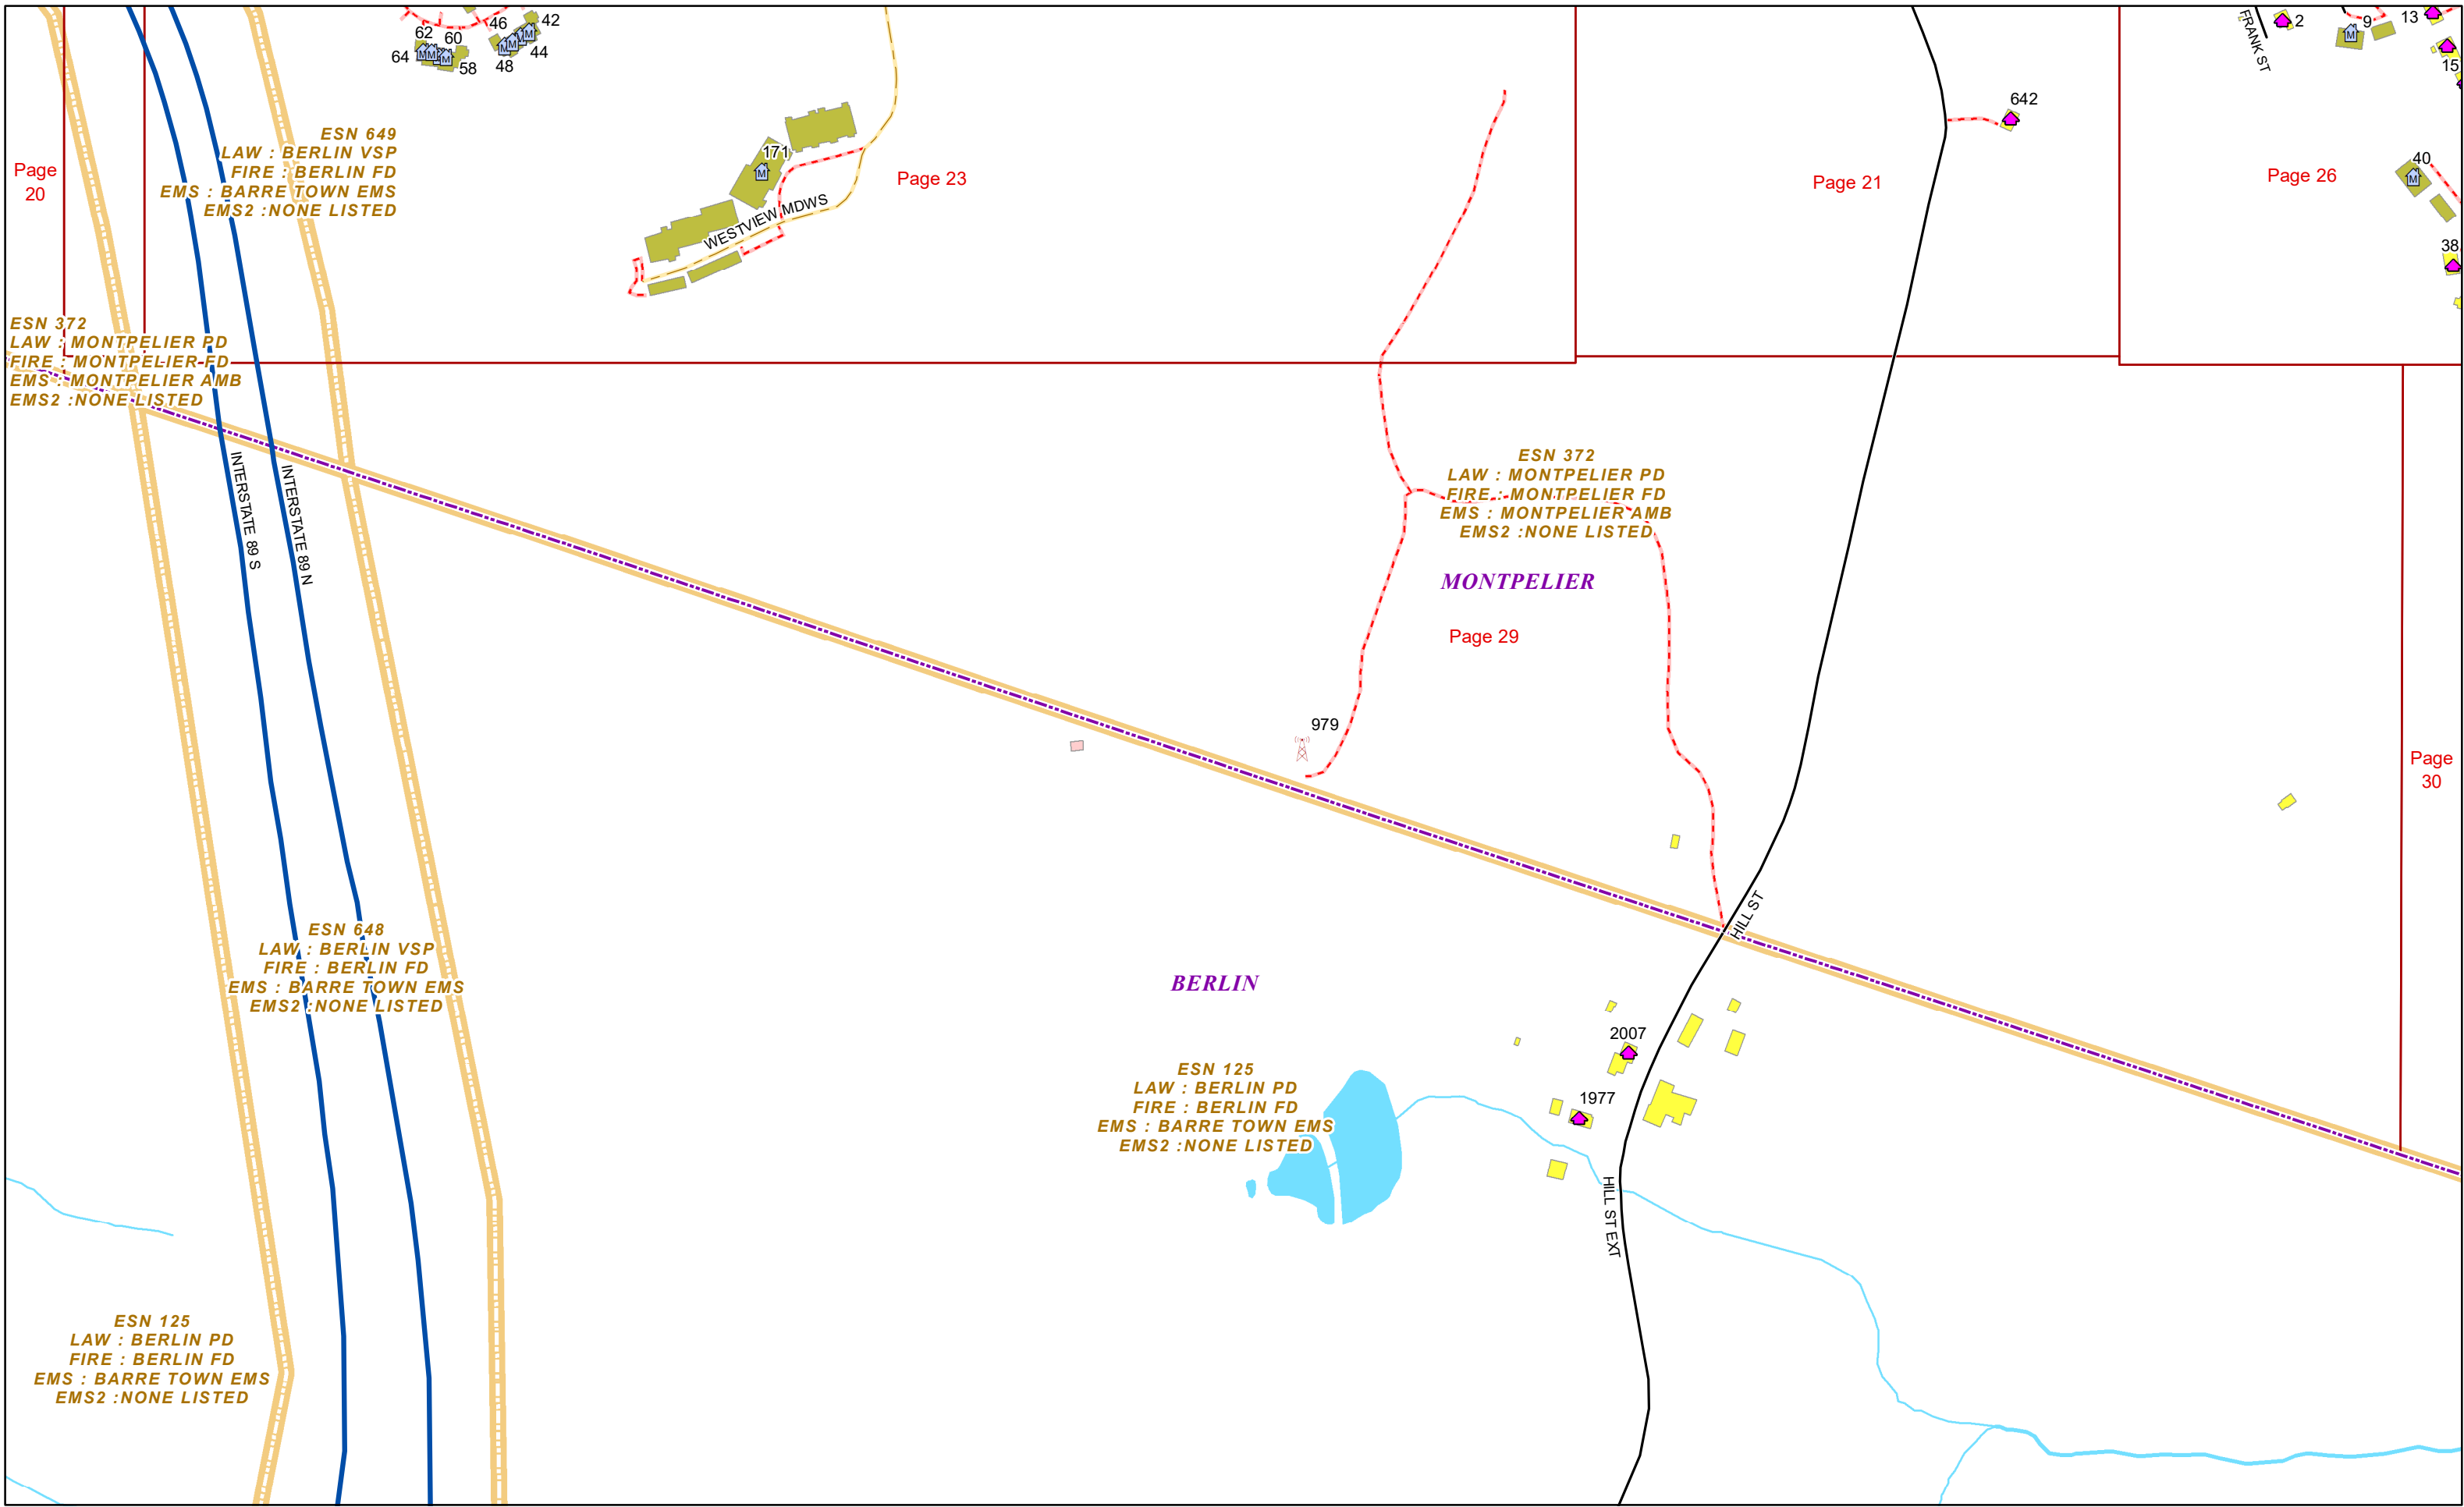 62
60
64
58
46
42
44
48
FRANK ST
2
9
13
15
642
ESN 649
LAW : BERLIN VSP
FIRE : BERLIN FD
EMS : BARRE TOWN EMS
EMS2 :NONE LISTED
Page
20
171
WESTVIEW MDWS
Page 23
Page 21
Page 26
40
38
ESN 372
LAW : MONTPELIER PD
FIRE : MONTPELIER FD
EMS : MONTPELIER AMB
EMS2 :NONE LISTED
INTERSTATE 89 S
INTERSTATE 89 N
ESN 372
LAW : MONTPELIER PD
FIRE : MONTPELIER FD
EMS : MONTPELIER AMB
EMS2 :NONE LISTED
MONTPELIER
Page 29
979
Page
30
HILL ST
ESN 648
LAW : BERLIN VSP
FIRE : BERLIN FD
EMS : BARRE TOWN EMS
EMS2 :NONE LISTED
BERLIN
2007
1977
ESN 125
LAW : BERLIN PD
FIRE : BERLIN FD
EMS : BARRE TOWN EMS
EMS2 :NONE LISTED
HILL ST EXT
ESN 125
LAW : BERLIN PD
FIRE : BERLIN FD
EMS : BARRE TOWN EMS
EMS2 :NONE LISTED